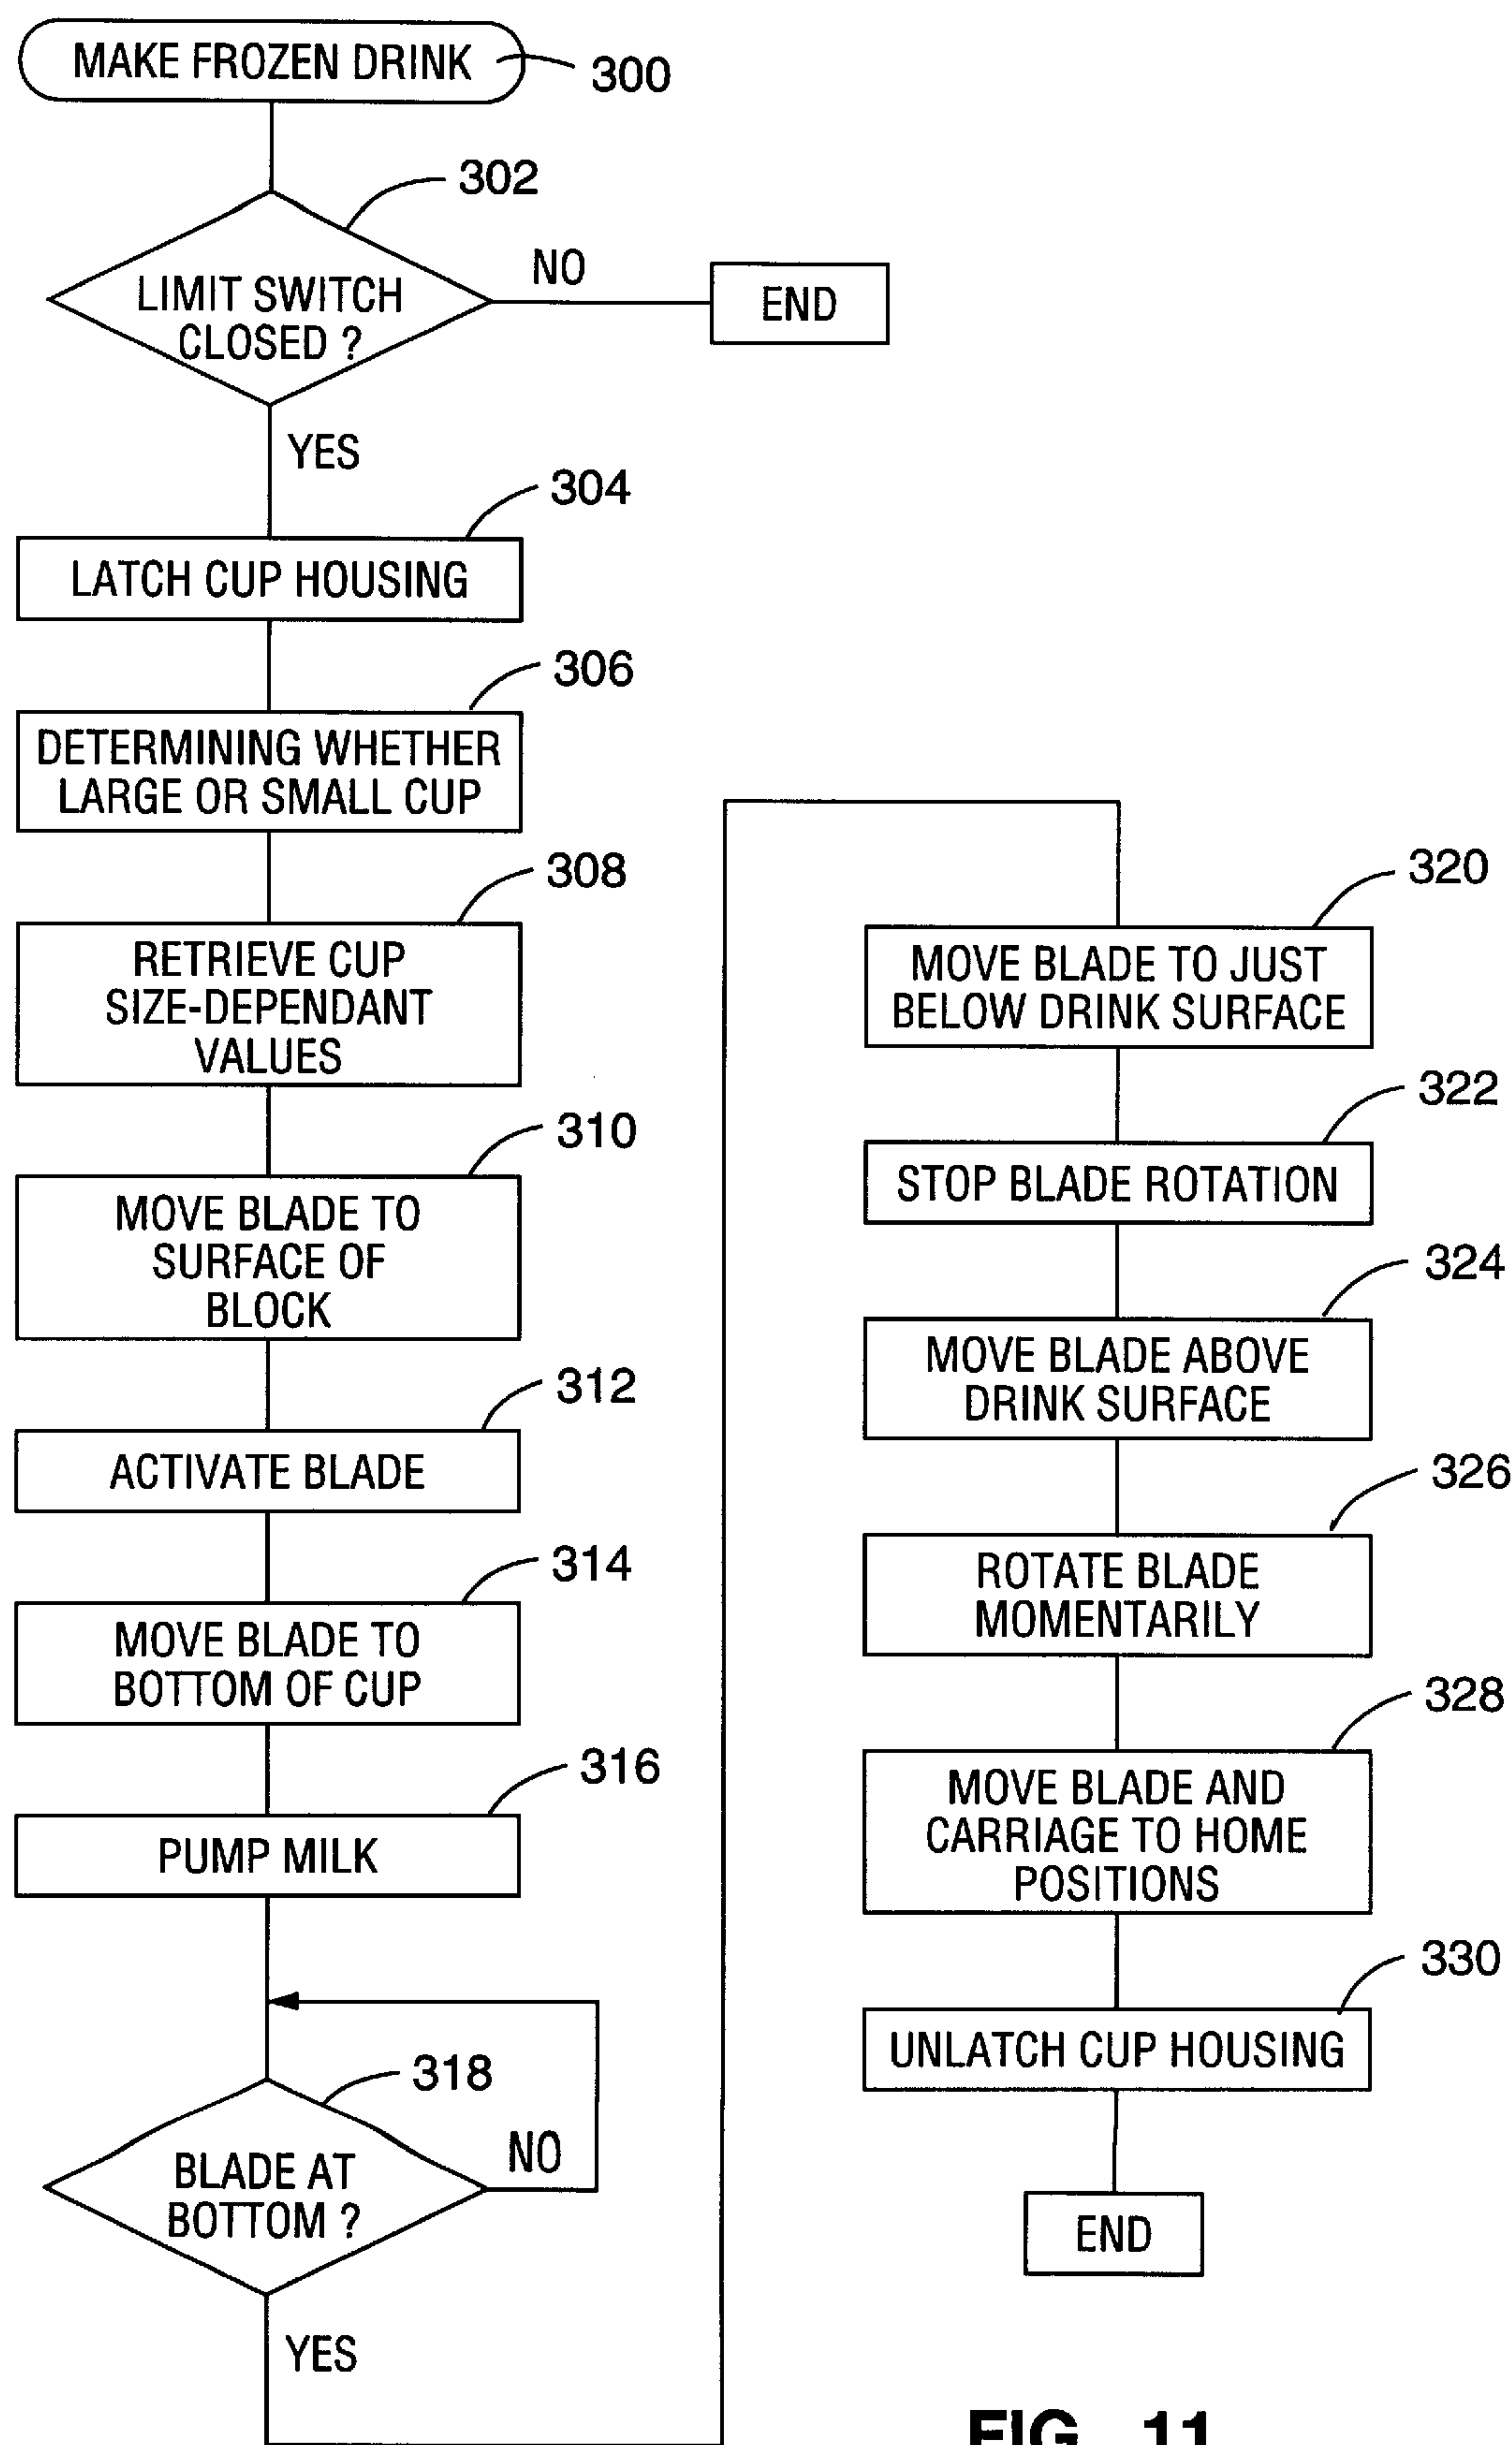 MAKE FROZEN DRINK
300
302
LIMIT SWITCH
CLOSED ?
NO
END
YES
304
LATCH CUP HOUSING
306
DETERMINING WHETHER
LARGE OR SMALL CUP
308
RETRIEVE CUP
SIZE-DEPENDANT
VALUES
310
MOVE BLADE TO
SURFACE OF
BLOCK
312
ACTIVATE BLADE
314
MOVE BLADE TO
BOTTOM OF CUP
316
PUMP MILK
318
BLADE AT
BOTTOM ?
NO
YES
320
MOVE BLADE TO JUST
BELOW DRINK SURFACE
322
STOP BLADE ROTATION
324
MOVE BLADE ABOVE
DRINK SURFACE
326
ROTATE BLADE
MOMENTARILY
328
MOVE BLADE AND
CARRIAGE TO HOME
POSITIONS
330
UNLATCH CUP HOUSING
END
FIG. 11